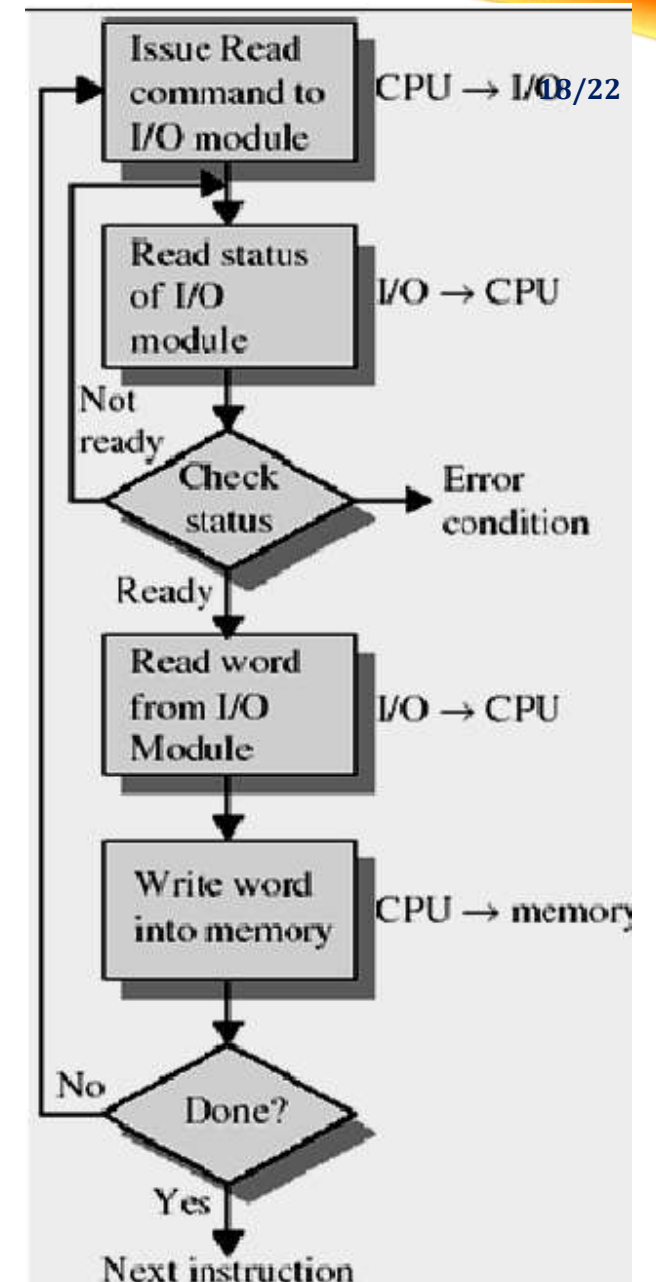 Issue Read
command to
I/O module
CPU → I/O
18/22
Read status
of I/O
module
I/O → CPU
Not
ready
Check
status
Error
condition
Ready
Read word
from I/O
Module
I/O → CPU
Write word
into memory
CPU → memory
No
Done?
Yes
Next instruction